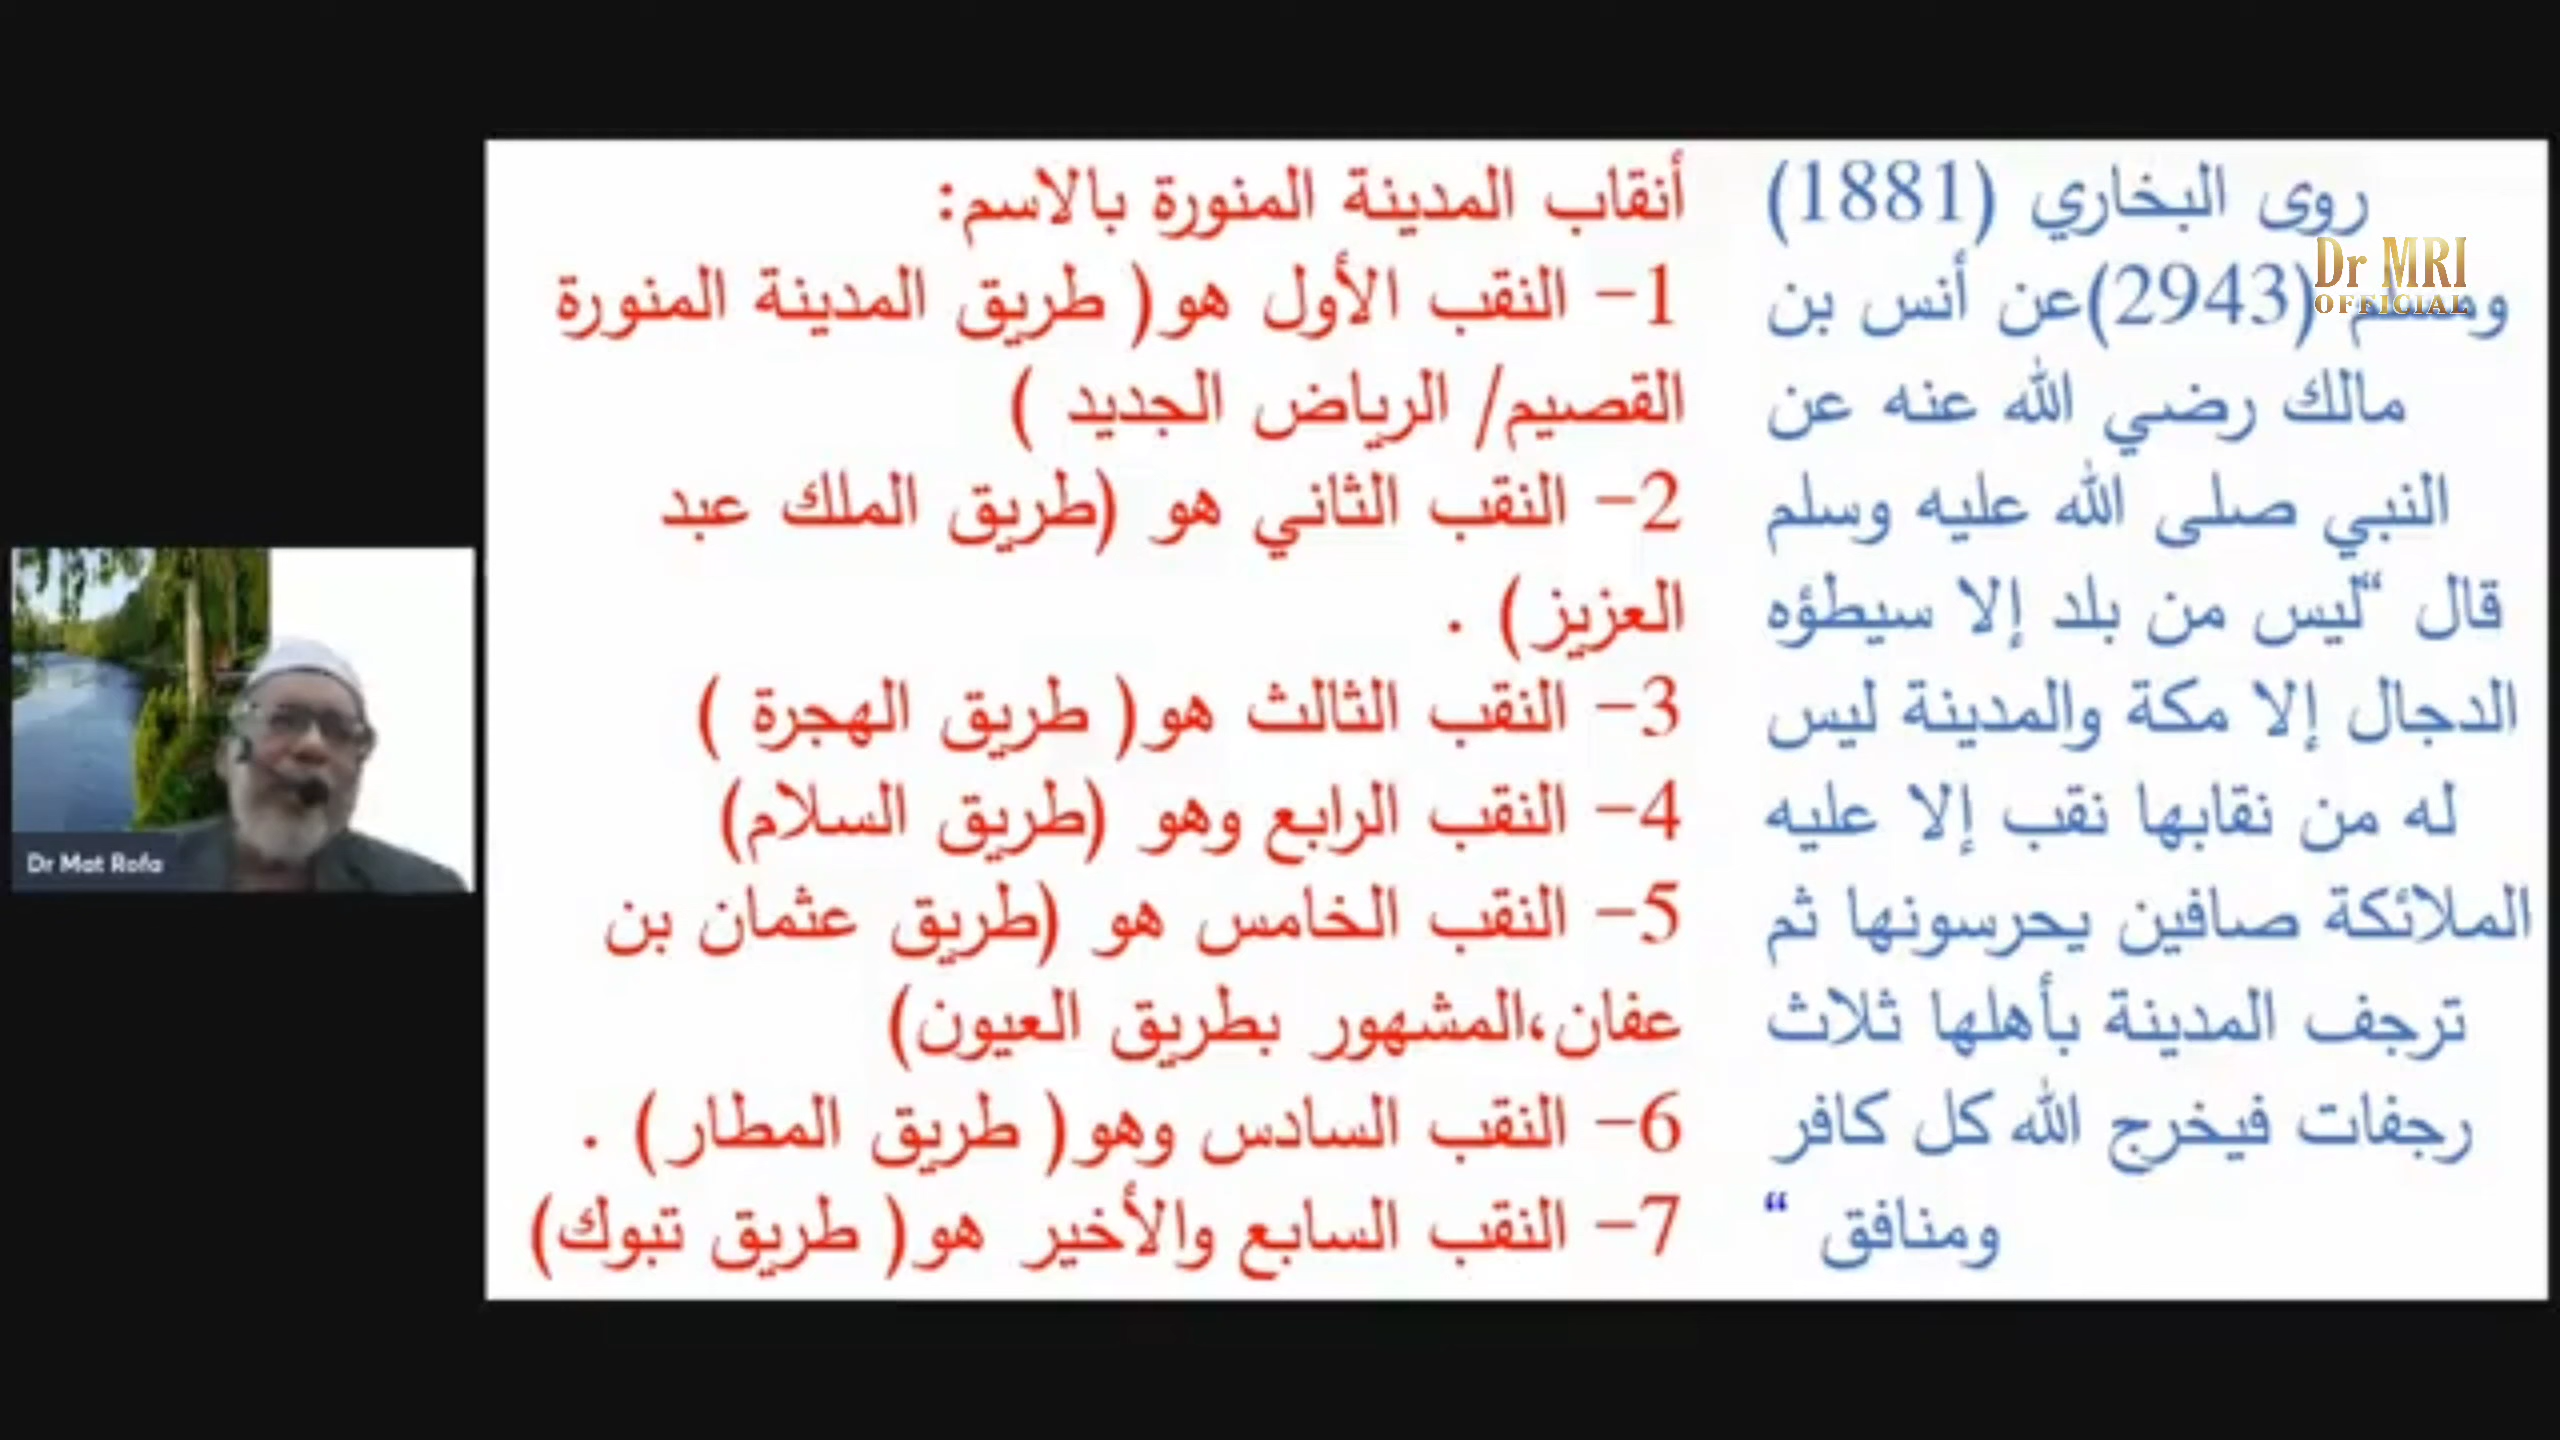 روى البخاري (1881)
ومسلم (2943)عن أنس بن
مالك رضي الله عنه عن
النبي صلى الله عليه وسلم
قال “ليس من بلد إلا سيطؤه
الدجال إلا مكة والمدينة ليس
له من نقابها نقب إلا عليه
الملائكة صافين يحرسونها ثم
ترجف المدينة بأهلها ثلاث
رجفات فيخرج الله كل كافر
ومنافق “
أنقاب المدينة المنورة بالاسم:
1- النقب الأول هو( طريق المدينة المنورة
القصيم/ الرياض الجديد )
2- النقب الثاني هو (طريق الملك عبد
العزيز) .
3- النقب الثالث هو( طريق الهجرة )
4- النقب الرابع وهو (طريق السلام)
5- النقب الخامس هو (طريق عثمان بن
عفان،المشهور بطريق العيون)
6- النقب السادس وهو( طريق المطار) .
7- النقب السابع والأخير هو( طريق تبوك)
Dr MRI
OFFICIAL
Dr Mat Rofa